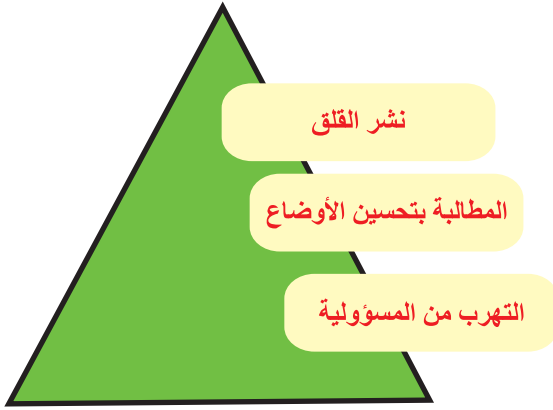 نشر القلق
المطالبة بتحسين الأوضاع
التهرب من المسؤولية